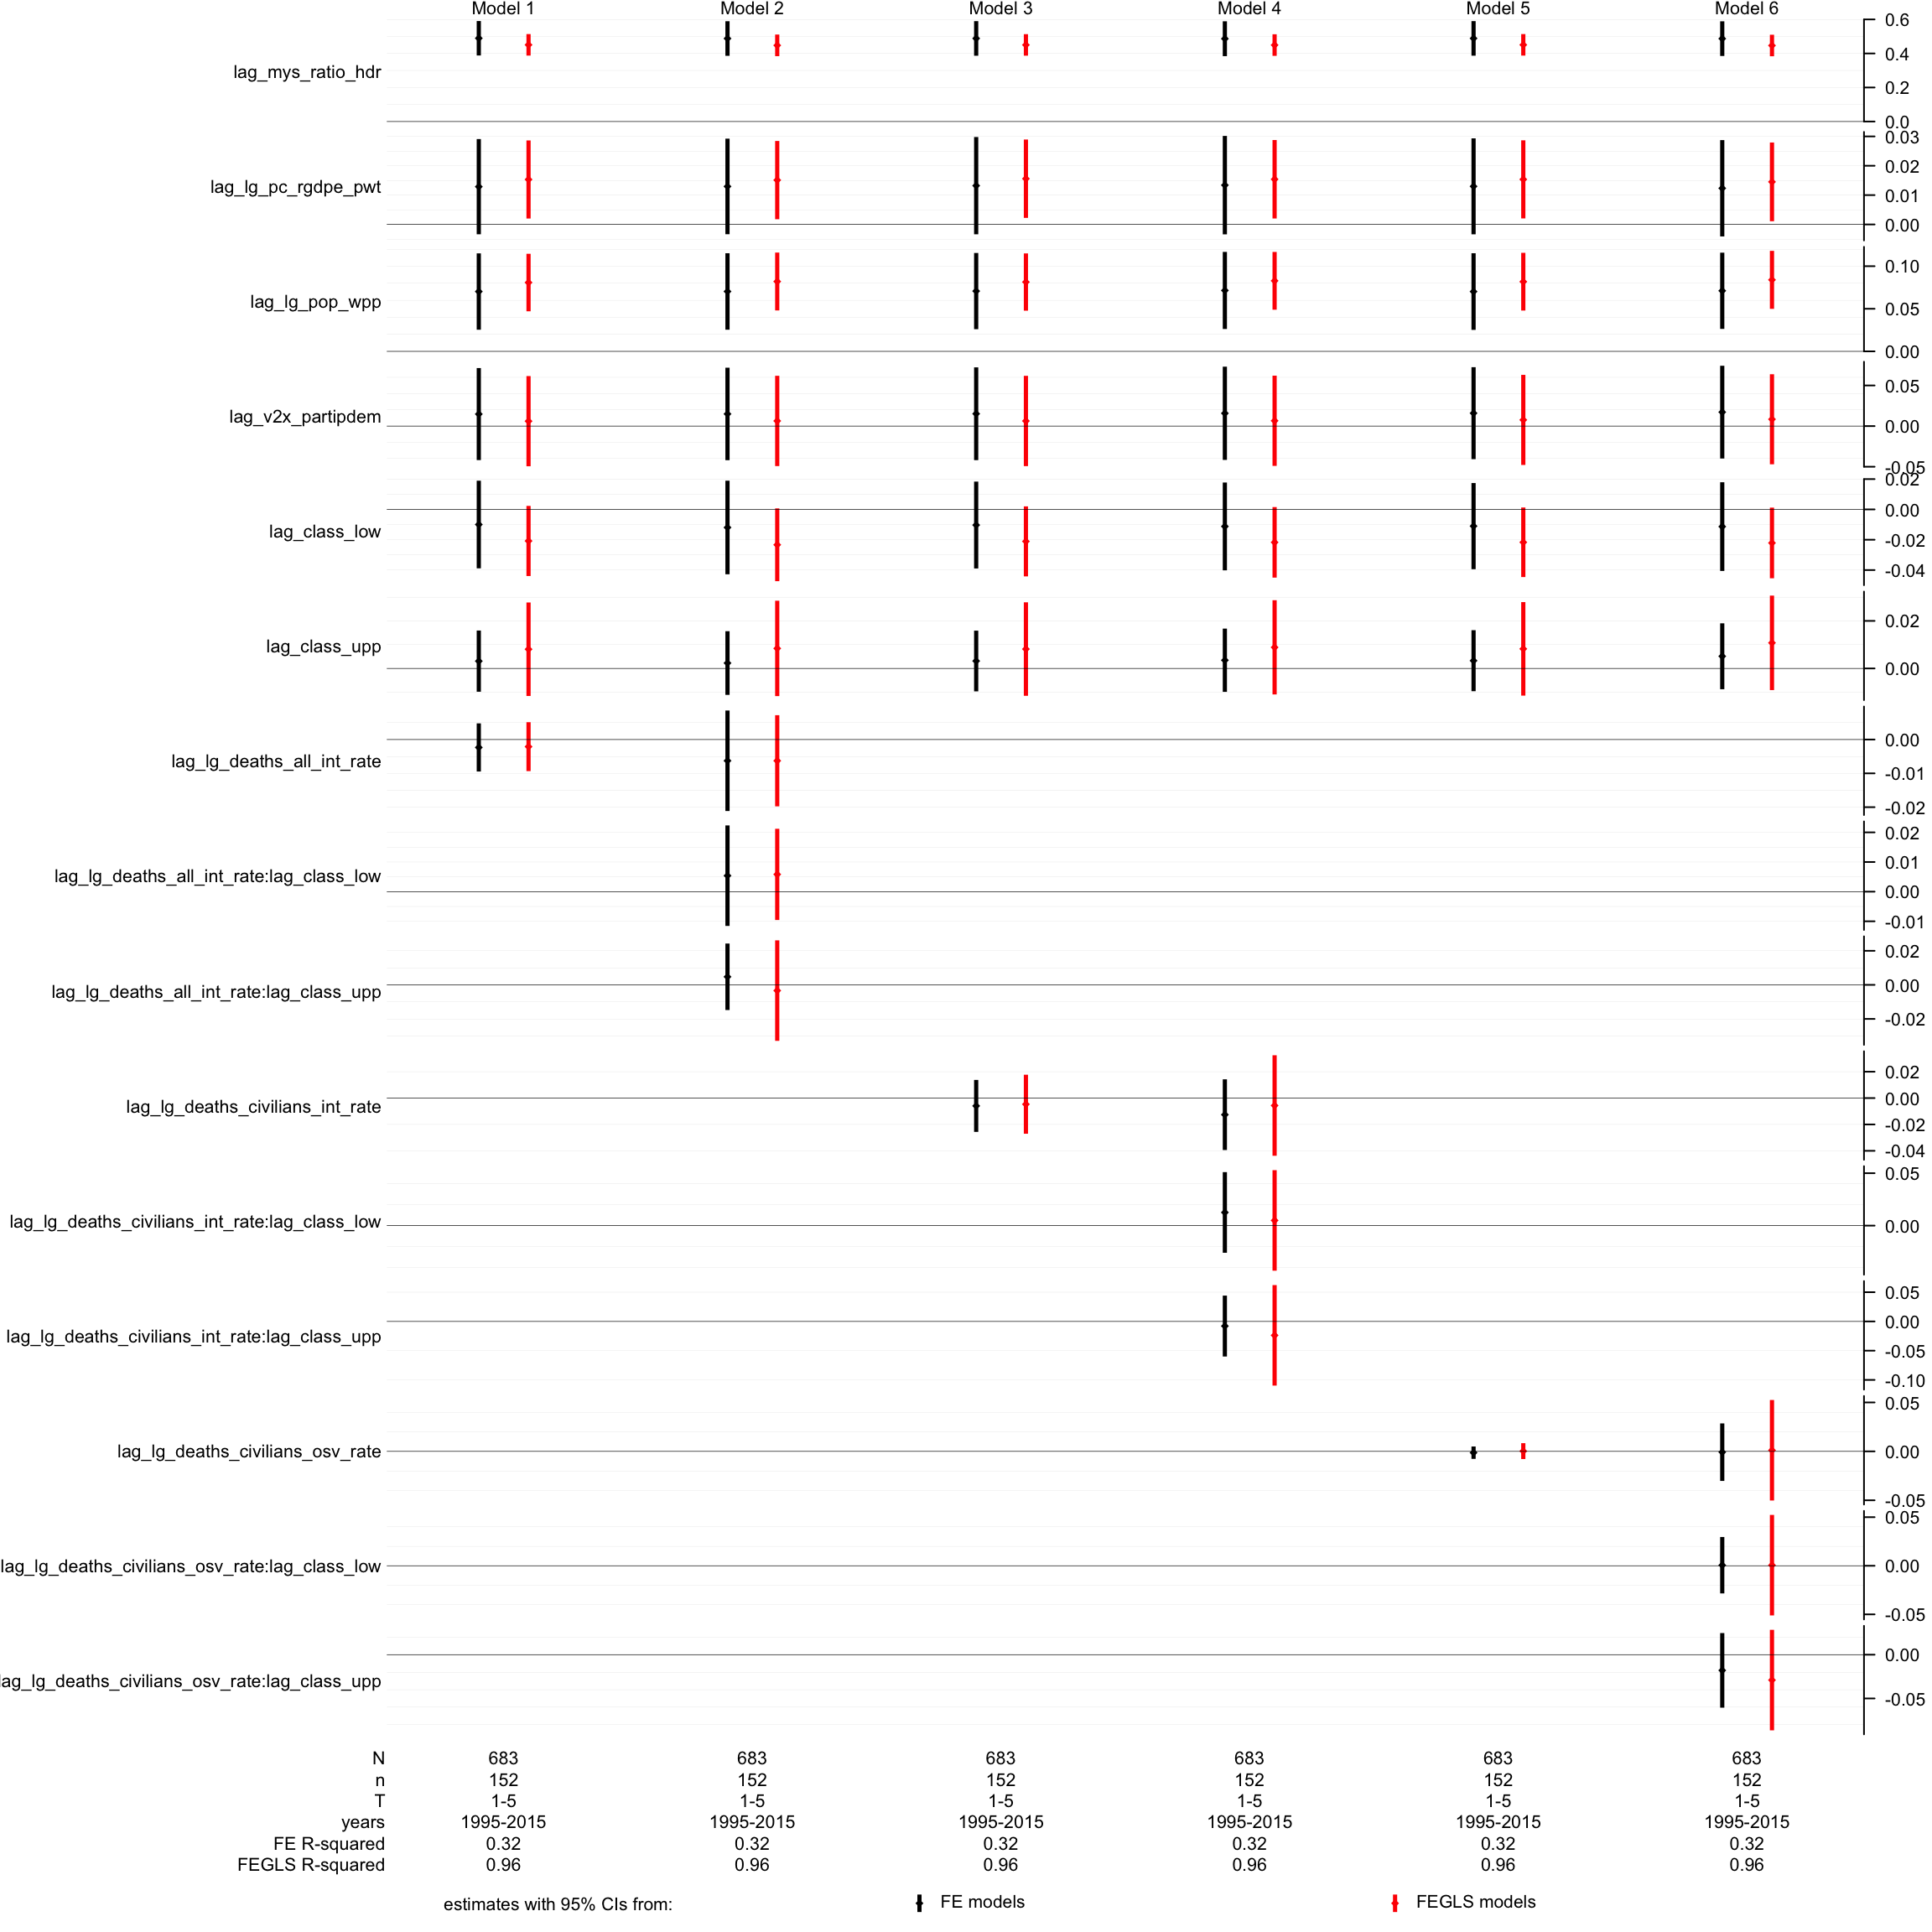 Model 1 Model 2 Model 3 Model 4 Model 5 Model 6
lag_mys_ratio_hdr
0.6
0.4
0.2
0.0
lag_lg_pc_rgdpe_pwt
0.03
0.02
0.01
0.00
lag_lg_pop_wpp
0.10
0.05
0.00
lag_v2x_partipdem
0.05
0.00
-0.05
lag_class_low
0.02
0.00
-0.02
-0.04
lag_class_upp
0.02
0.00
lag_lg_deaths_all_int_rate
0.00
-0.01
-0.02
lag_lg_deaths_all_int_rate:lag_class_low
0.02
0.01
0.00
-0.01
lag_lg_deaths_all_int_rate:lag_class_upp
0.02
0.00
-0.02
lag_lg_deaths_civilians_int_rate
0.02
0.00
-0.02
-0.04
lag_lg_deaths_civilians_int_rate:lag_class_low
0.05
0.00
lag_lg_deaths_civilians_int_rate:lag_class_upp
0.05
0.00
-0.05
-0.10
lag_lg_deaths_civilians_osv_rate
0.05
0.00
-0.05
lag_lg_deaths_civilians_osv_rate:lag_class_low
0.05
0.00
-0.05
lag_lg_deaths_civilians_osv_rate:lag_class_upp
0.00
-0.05
N 683 683 683 683 683 683
n 152 152 152 152 152 152
T 1-5 1-5 1-5 1-5 1-5 1-5
years 1995-2015 1995-2015 1995-2015 1995-2015 1995-2015 1995-2015
FE R-squared 0.32 0.32 0.32 0.32 0.32 0.32
FEGLS R-squared 0.96 0.96 0.96 0.96 0.96 0.96
estimates with 95% CIs from: FE models FEGLS models